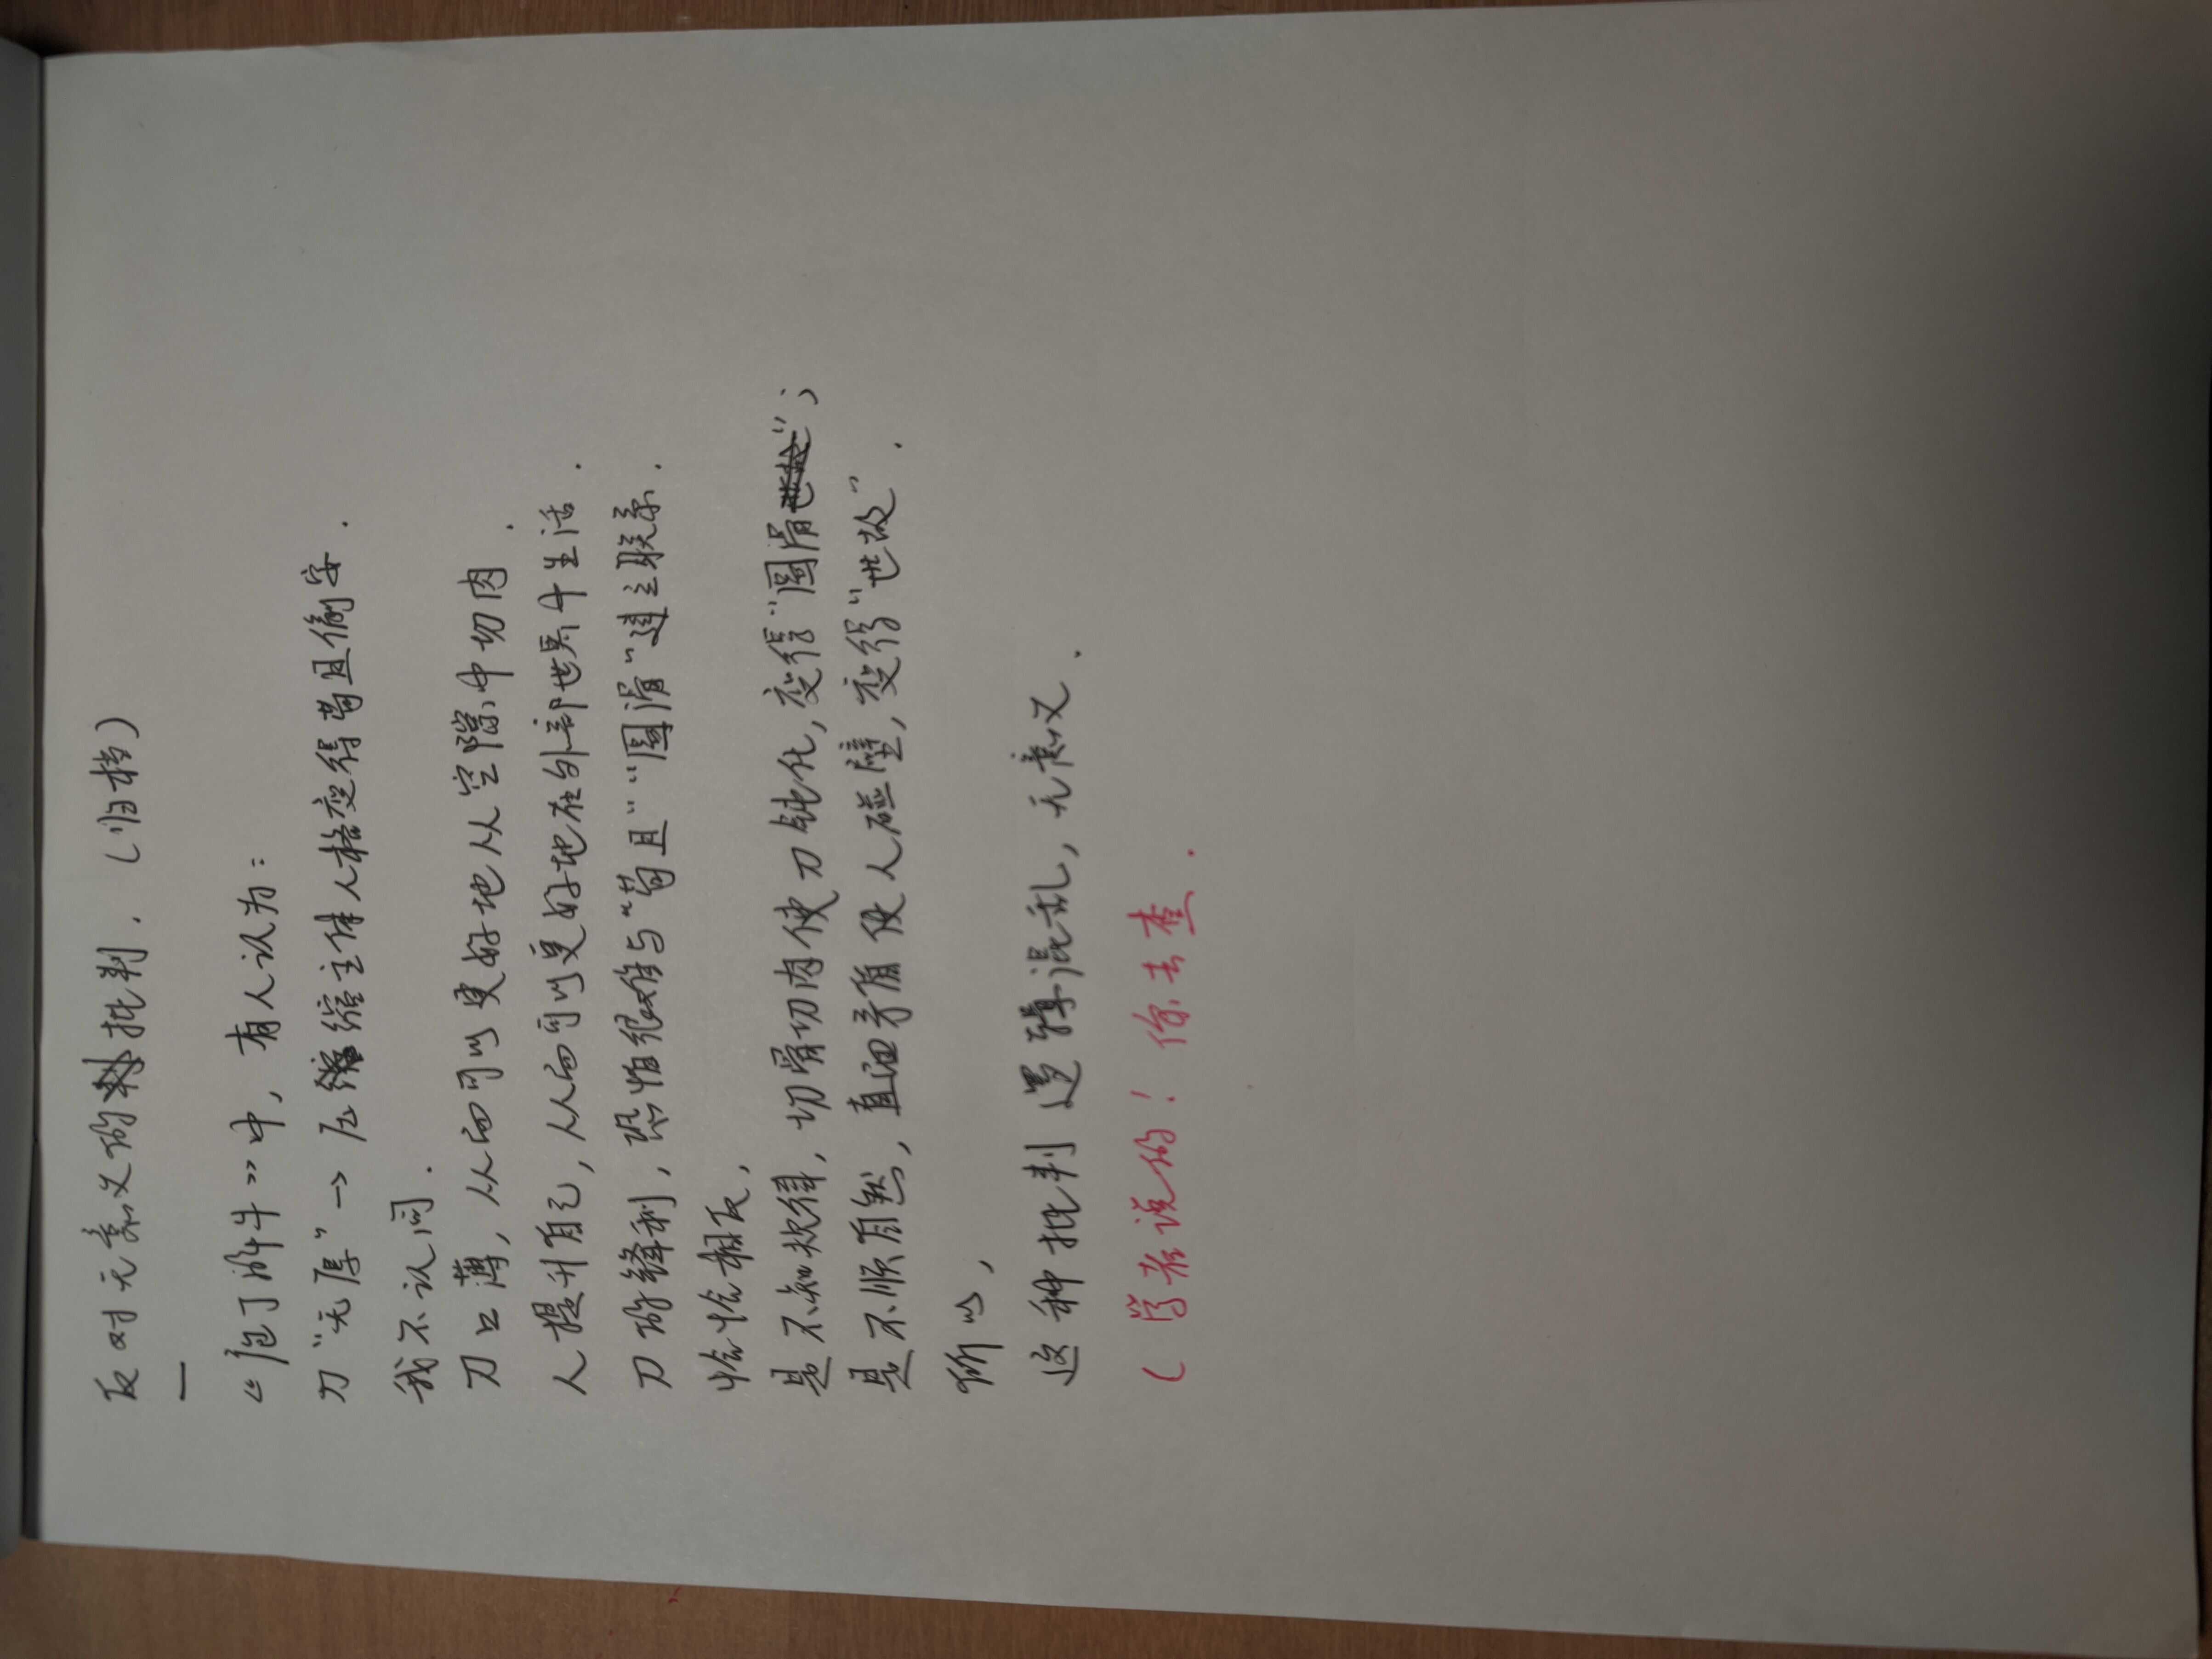 反对无意义的批判.（归档）
一
《庖丁解牛》中,有人认为:
刀“无厚”→压缩主体人格变得苟且偷安.
我不认同.
刀口薄,从而可以更好地从空隙中切肉.
人提升自己,从而可以更好地在外部世界中生活.
刀的锋利,恐怕很难与“苟且”“圆滑”建立联系.
恰恰相反,
是不知规律,切骨切肉使刀钝化,变得“圆滑”;
是不顺自然,直面矛盾使人碰壁,变得“世故”.
所以,
这种批判逻辑混乱,无意义.
（学者说的!你去查.